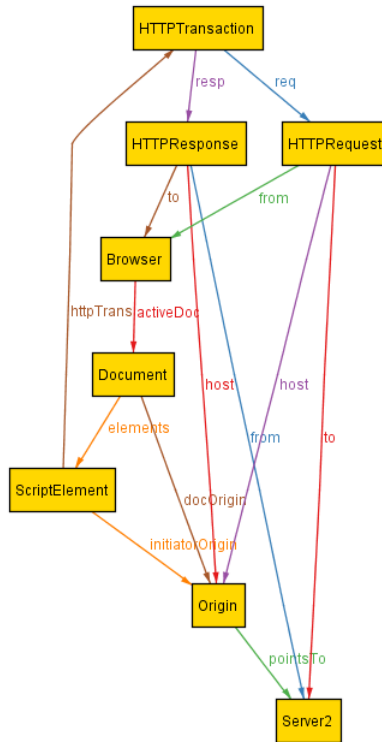 HTTPTransaction
resp
req
HTTPResponse
HTTPRequest
to
from
Browser
httpTrans
activeDoc
Document
host
host
elements
from
to
ScriptElement
docOrigin
initiatorOrigin
Origin
pointsTo
Server2